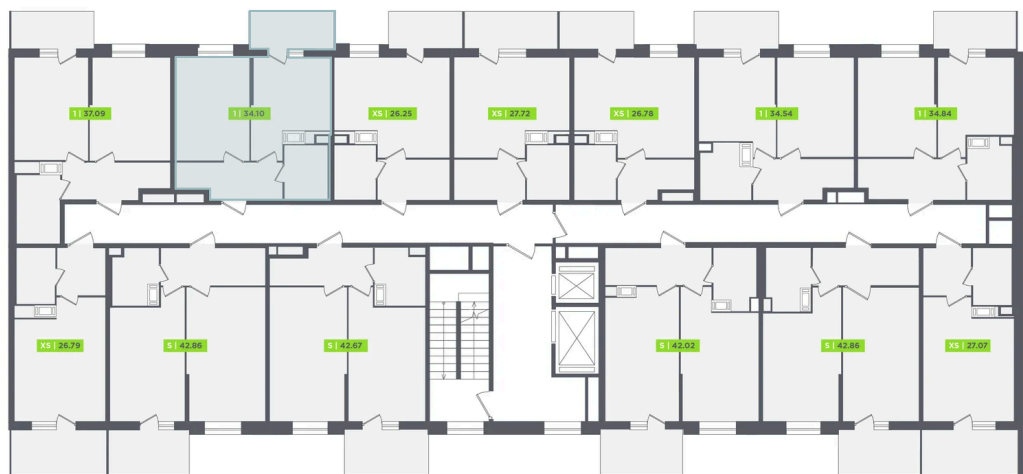 1 | 37.09
1 | 34.10
XS | 26.25
XS | 27.72
XS | 26.78
1 | 34.54
1 | 34.84
XS | 26.79
S | 42.86
S | 42.67
S | 42.02
S | 42.86
XS | 27.07